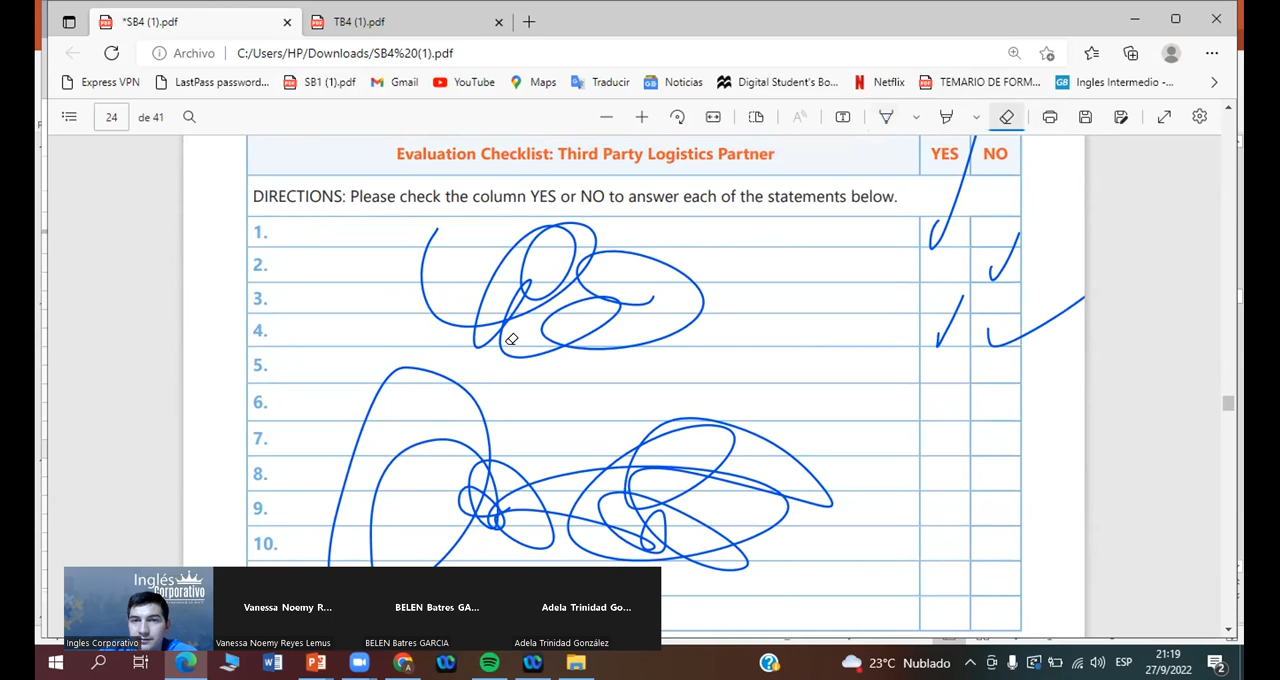 *SB4 (1).pdf
TB4 (1).pdf
Archivo
C:/Users/HP/Downloads/SB4%20(1).pdf
Express VPN
LastPass password...
SB1 (1).pdf
Gmail
YouTube
Maps
Traducir
Noticias
Digital Student's Bo...
Netflix
TEMARIO DE FORM...
Ingles Intermedio -...
24 de 41
Evaluation Checklist: Third Party Logistics Partner YES NO
DIRECTIONS: Please check the column YES or NO to answer each of the statements below.
1.
2.
3.
4.
5.
6.
7.
8.
9.
10.
Inglés
Corporativo
Ingles Corporativo
Vanessa Noemy R...
Vanessa Noemy Reyes Lemus
BELEN Batres GA...
BELEN Batres GARCIA
Adela Trinidad Go...
Adela Trinidad González
23°C Nublado
ESP
21:19
27/9/2022
2